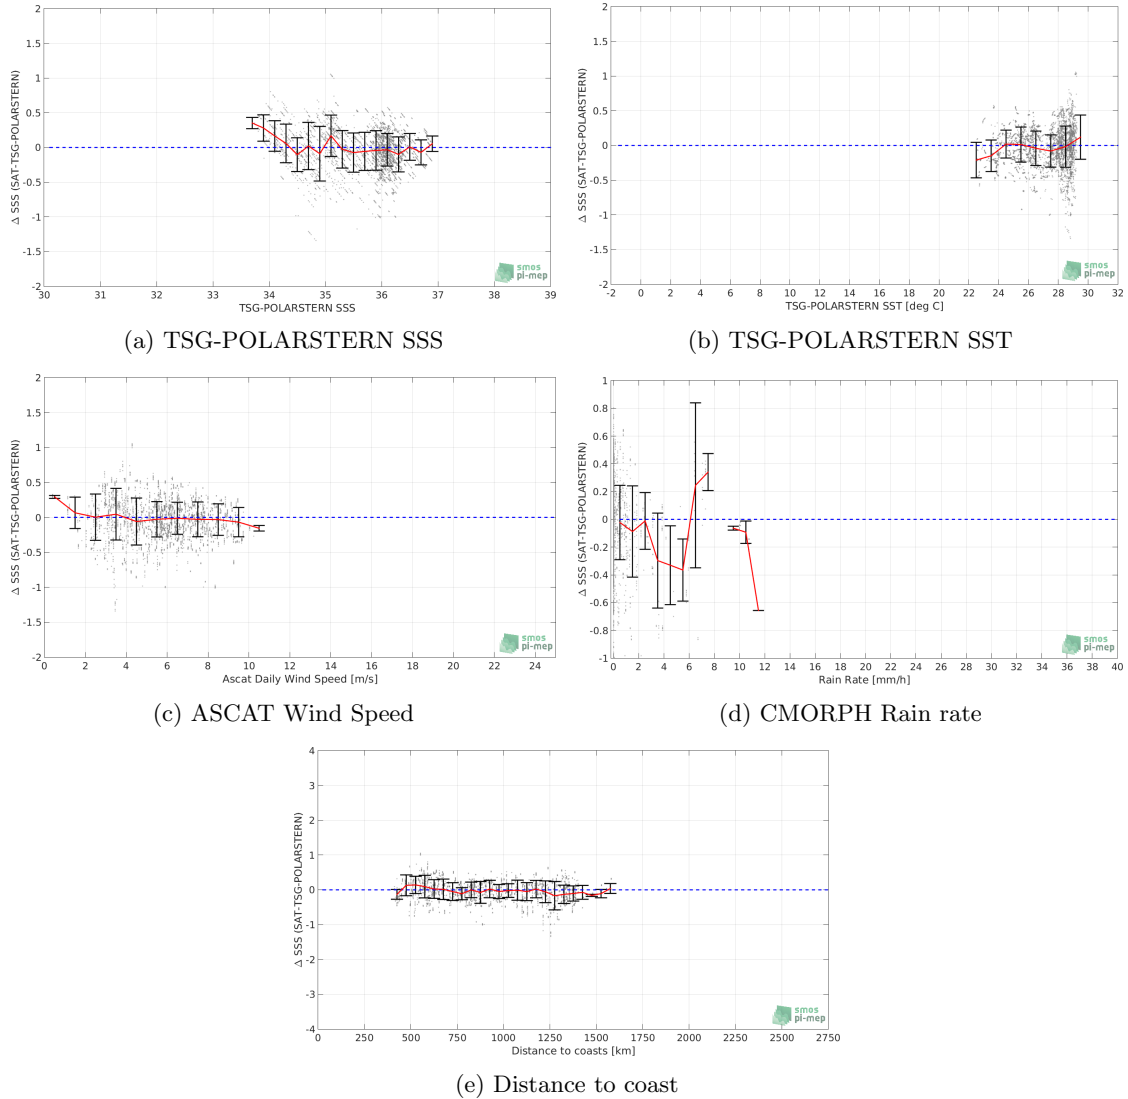 2
1.5
1
0.5
0
-0.5
-1
-1.5
-2
Δ SSS (SAT-TSG-POLARSTERN)
30 31 32 33 34 35 36 37 38 39
TSG-POLARSTERN SSS
smos
pi-mep
(a) TSG-POLARSTERN SSS
2
1.5
1
0.5
0
-0.5
-1
-1.5
-2
Δ SSS (SAT-TSG-POLARSTERN)
-2 0 2 4 6 8 10 12 14 16 18 20 22 24 26 28 30 32
TSG-POLARSTERN SST [deg C]
smos
pi-mep
(b) TSG-POLARSTERN SST
2
1.5
1
0.5
0
-0.5
-1
-1.5
-2
Δ SSS (SAT-TSG-POLARSTERN)
0 2 4 6 8 10 12 14 16 18 20 22 24
Ascat Daily Wind Speed [m/s]
smos
pi-mep
(c) ASCAT Wind Speed
1
0.8
0.6
0.4
0.2
0
-0.2
-0.4
-0.6
-0.8
-1
Δ SSS (SAT-TSG-POLARSTERN)
0 2 4 6 8 10 12 14 16 18 20 22 24 26 28 30 32 34 36 38 40
Rain Rate [mm/h]
smos
pi-mep
(d) CMORPH Rain rate
4
3
2
1
0
-1
-2
-3
-4
Δ SSS (SAT-TSG-POLARSTERN)
0 250 500 750 1000 1250 1500 1750 2000 2250 2500 2750
Distance to coasts [km]
smos
pi-mep
(e) Distance to coast